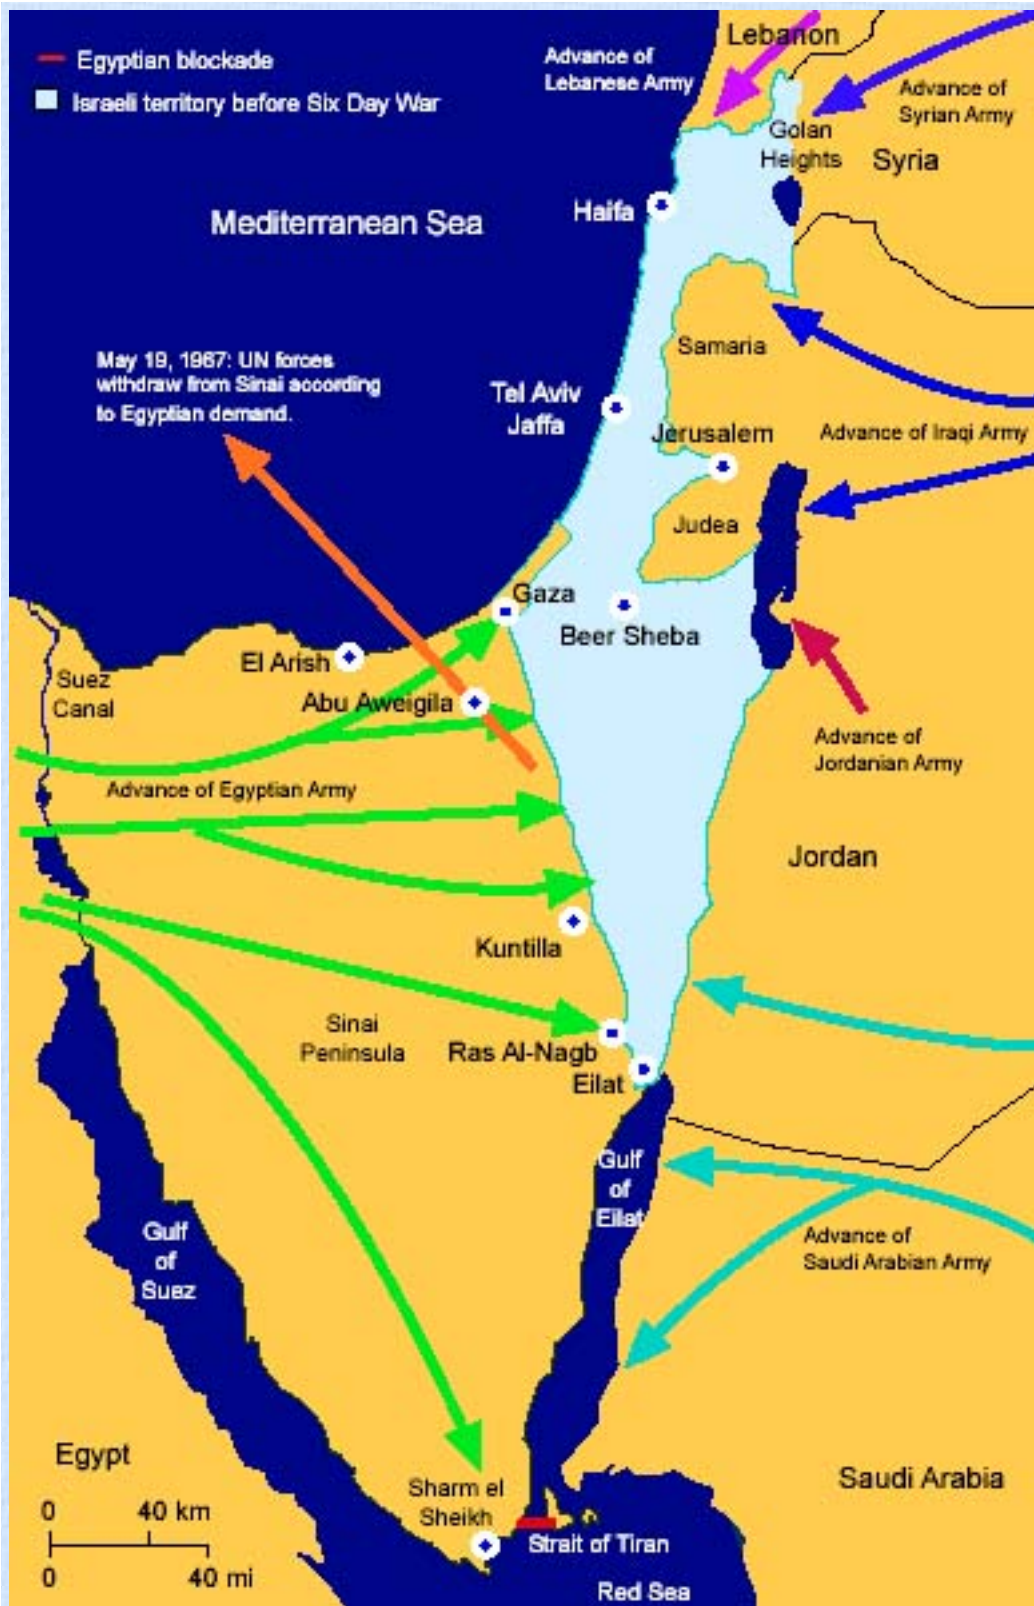 Egyptian blockade
Israeli territory before Six Day War
Advance of
Lebanese Army
Lebanon
Advance of
Syrian Army
Golan
Heights
Syria
Haifa
Mediterranean Sea
May 19, 1967: UN forces
withdraw from Sinai according
to Egyptian demand.
Samaria
Tel Aviv
Jaffa
Jerusalem
Advance of Iraqi Army
Judea
Gaza
Beer Sheba
El Arish
Suez
Canal
Abu Aweigila
Advance of
Jordanian Army
Advance of Egyptian Army
Jordan
Kuntilla
Sinai
Peninsula
Ras Al-Nagb
Eilat
Gulf
of
Eilat
Gulf
of
Suez
Advance of
Saudi Arabian Army
Egypt
Saudi Arabia
Sharm el
Sheikh
0 40 km
0 40 mi
Strait of Tiran
Red Sea